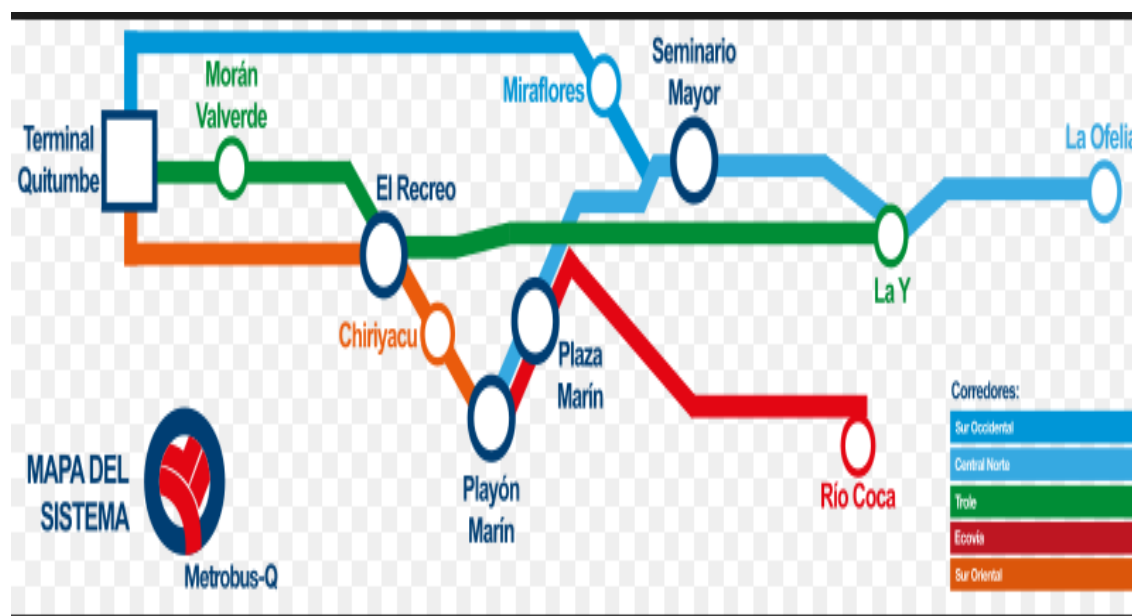 Morán
Valverde
Terminal
Quitumbe
El Recreo
Miraflores
Seminario
Mayor
La Ofelia
La Y
Chiriyacu
Plaza
Marín
Playón
Marín
Río Coca
MAPA DEL
SISTEMA
Metrobus-Q
Corredores:
Sur Occidental
Central Norte
Trole
Ecovía
Sur Oriental